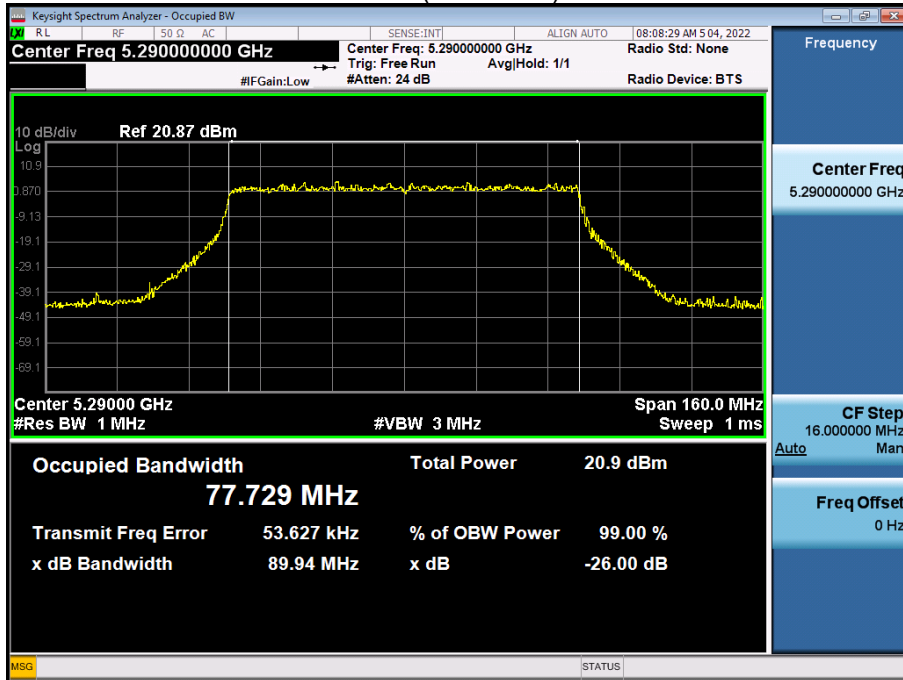 Keysight Spectrum Analyzer - Occupied BW
LXI RL RF 50 Ω AC SENSE:INT ALIGN AUTO 08:08:29 AM 5 04, 2022
Center Freq 5.290000000 GHz
Center Freq: 5.290000000 GHz Radio Std: None
Trig: Free Run Avg|Hold: 1/1
#IFGain:Low #Atten: 24 dB Radio Device: BTS
Frequency
10 dB/div Ref 20.87 dBm
Log
10.9
0.870
-9.13
-19.1
-29.1
-39.1
-49.1
-59.1
-69.1
Center 5.29000 GHz Span 160.0 MHz
#Res BW 1 MHz #VBW 3 MHz Sweep 1 ms
Occupied Bandwidth Total Power 20.9 dBm
77.729 MHz
Transmit Freq Error 53.627 kHz % of OBW Power 99.00 %
x dB Bandwidth 89.94 MHz x dB -26.00 dB
Center Freq
5.290000000 GHz
CF Step
16.000000 MHz
Auto Man
Freq Offset
0 Hz
MSG STATUS